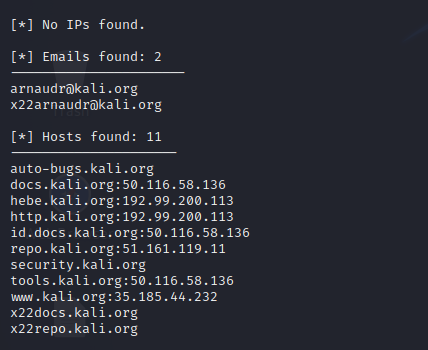 [*] No IPs found.
[*] Emails found: 2
----------------------
arnaudr@kali.org
x22arnaudr@kali.org
[*] Hosts found: 11
---------------------
auto-bugs.kali.org
docs.kali.org:50.116.58.136
hebe.kali.org:192.99.200.113
http.kali.org:192.99.200.113
id.docs.kali.org:50.116.58.136
repo.kali.org:51.161.119.11
security.kali.org
tools.kali.org:50.116.58.136
www.kali.org:35.185.44.232
x22docs.kali.org
x22repo.kali.org